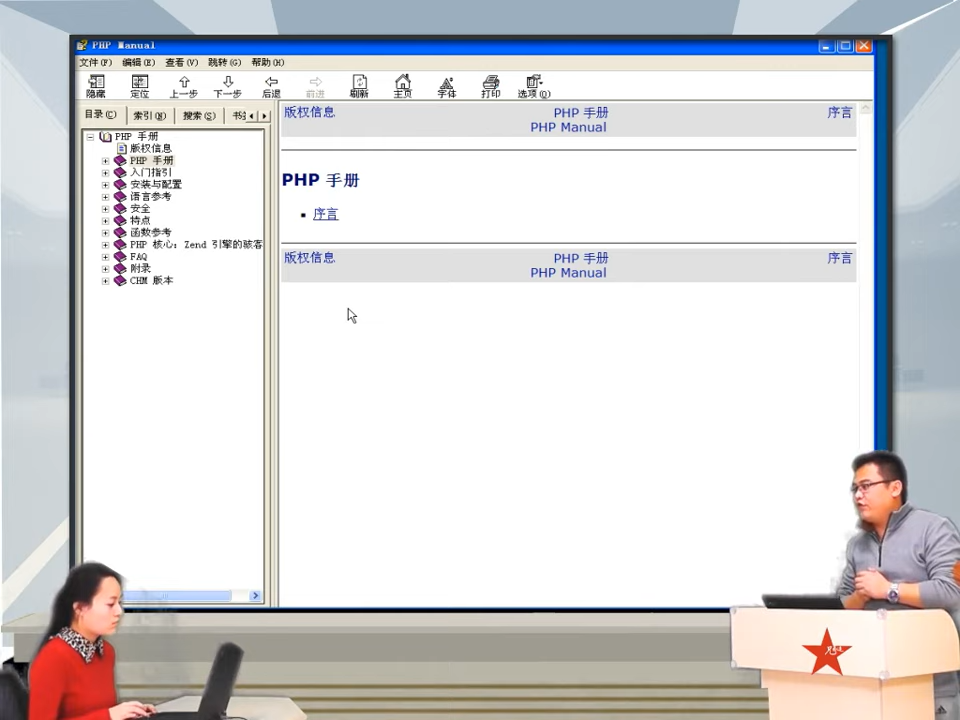 PHP Manual
文件(F) 编辑(E) 查看(V) 跳转(G) 帮助(H)
隐藏 定位 上一步 下一步 后退 前进 刷新 主页 字体 打印 选项(O)
目录(C) 索引(N) 搜索(S)
PHP 手册
版权信息
PHP 手册
入门指引
安装与配置
语言参考
安全
特点
函数参考
PHP 核心: Zend 引擎的骇客
FAQ
附录
CHM 版本
版权信息 PHP 手册 序言
PHP Manual
PHP 手册
序言
版权信息 PHP 手册 序言
PHP Manual